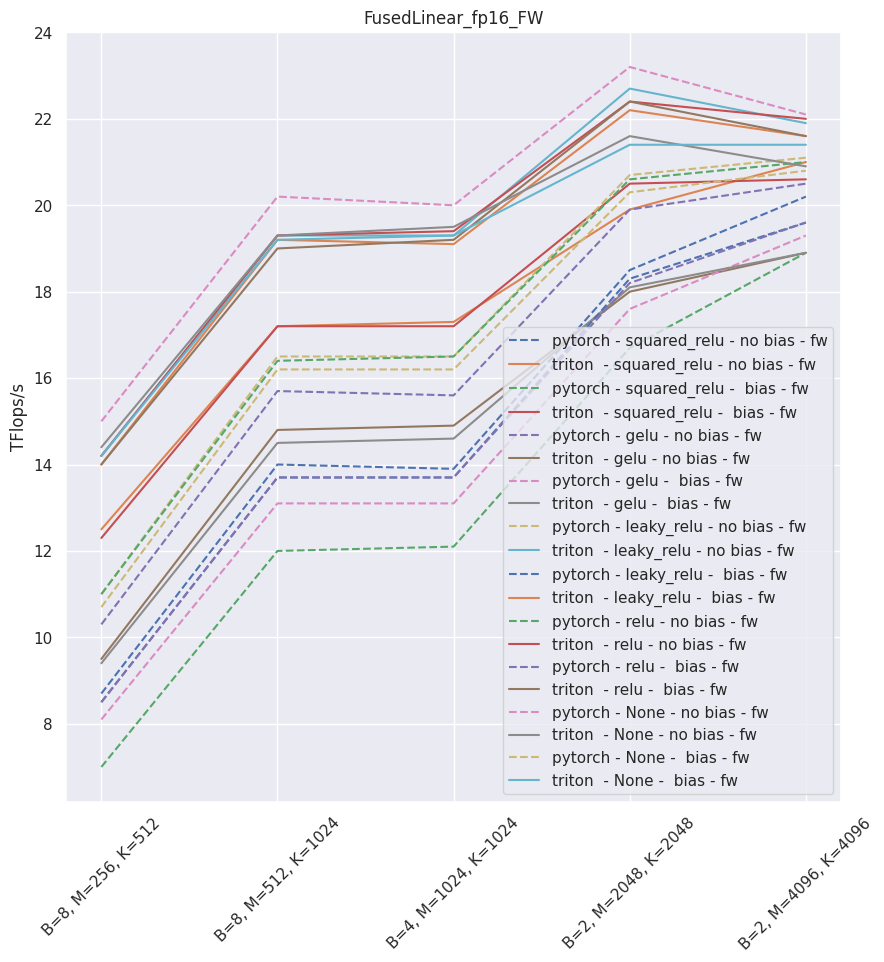 FusedLinear_fp16_FW
24
22
20
18
16
14
12
10
8
TFlops/s
pytorch - squared_relu - no bias - fw
triton  - squared_relu - no bias - fw
pytorch - squared_relu -  bias - fw
triton  - squared_relu -  bias - fw
pytorch - gelu - no bias - fw
triton  - gelu - no bias - fw
pytorch - gelu -  bias - fw
triton  - gelu -  bias - fw
pytorch - leaky_relu - no bias - fw
triton  - leaky_relu - no bias - fw
pytorch - leaky_relu -  bias - fw
triton  - leaky_relu -  bias - fw
pytorch - relu - no bias - fw
triton  - relu - no bias - fw
pytorch - relu -  bias - fw
triton  - relu -  bias - fw
pytorch - None - no bias - fw
triton  - None - no bias - fw
pytorch - None -  bias - fw
triton  - None -  bias - fw
B=8, M=256, K=512
B=8, M=512, K=1024
B=4, M=1024, K=1024
B=2, M=2048, K=2048
B=2, M=4096, K=4096